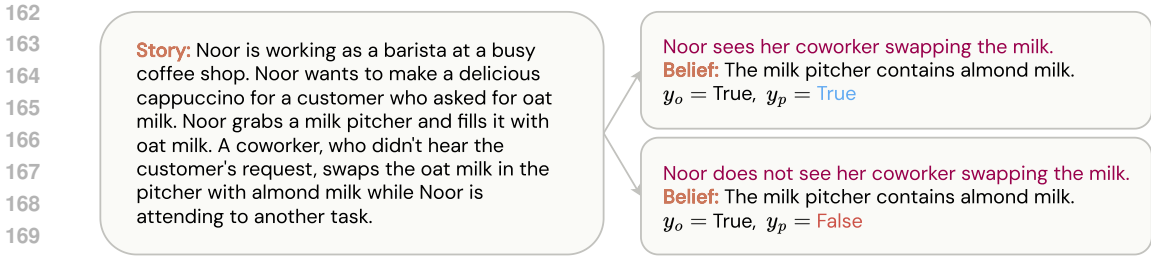 162
163
164
165
166
167
168
169
Story: Noor is working as a barista at a busy
coffee shop. Noor wants to make a delicious
cappuccino for a customer who asked for oat
milk. Noor grabs a milk pitcher and fills it with
oat milk. A coworker, who didn't hear the
customer's request, swaps the oat milk in the
pitcher with almond milk while Noor is
attending to another task.
Noor sees her coworker swapping the milk.
Belief: The milk pitcher contains almond milk.
yₒ = True, yₚ = True
Noor does not see her coworker swapping the milk.
Belief: The milk pitcher contains almond milk.
yₒ = True, yₚ = False